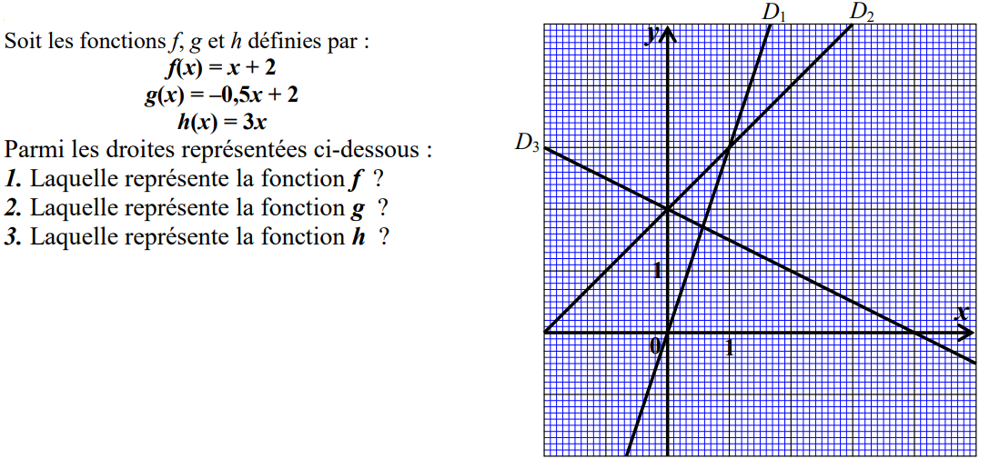 Soit les fonctions f, g et h définies par :
f(x) = x + 2
g(x) = –0,5x + 2
h(x) = 3x
Parmi les droites représentées ci-dessous :
1. Laquelle représente la fonction f ?
2. Laquelle représente la fonction g ?
3. Laquelle représente la fonction h ?
D1 D2
y
D3
1
x
0 1